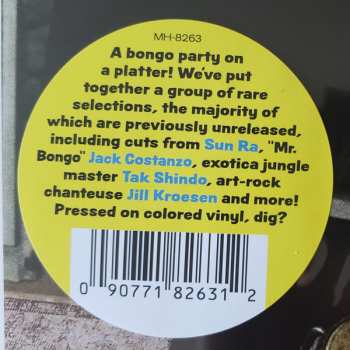 MH-8263
A bongo party on
a platter! We've put
together a group of rare
selections, the majority of
which are previously unreleased,
including cuts from Sun Ra, "Mr.
Bongo" Jack Costanzo, exotica jungle
master Tak Shindo, art-rock
chanteuse Jill Kroesen and more!
Pressed on colored vinyl, dig?
0 90771 82631 2